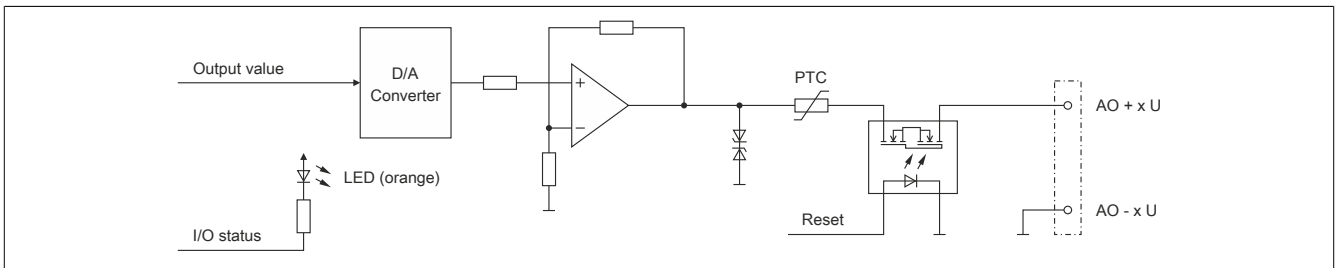 Output value
D/A
Converter
+
−
PTC
AO + x U
LED (orange)
I/O status
Reset
AO - x U